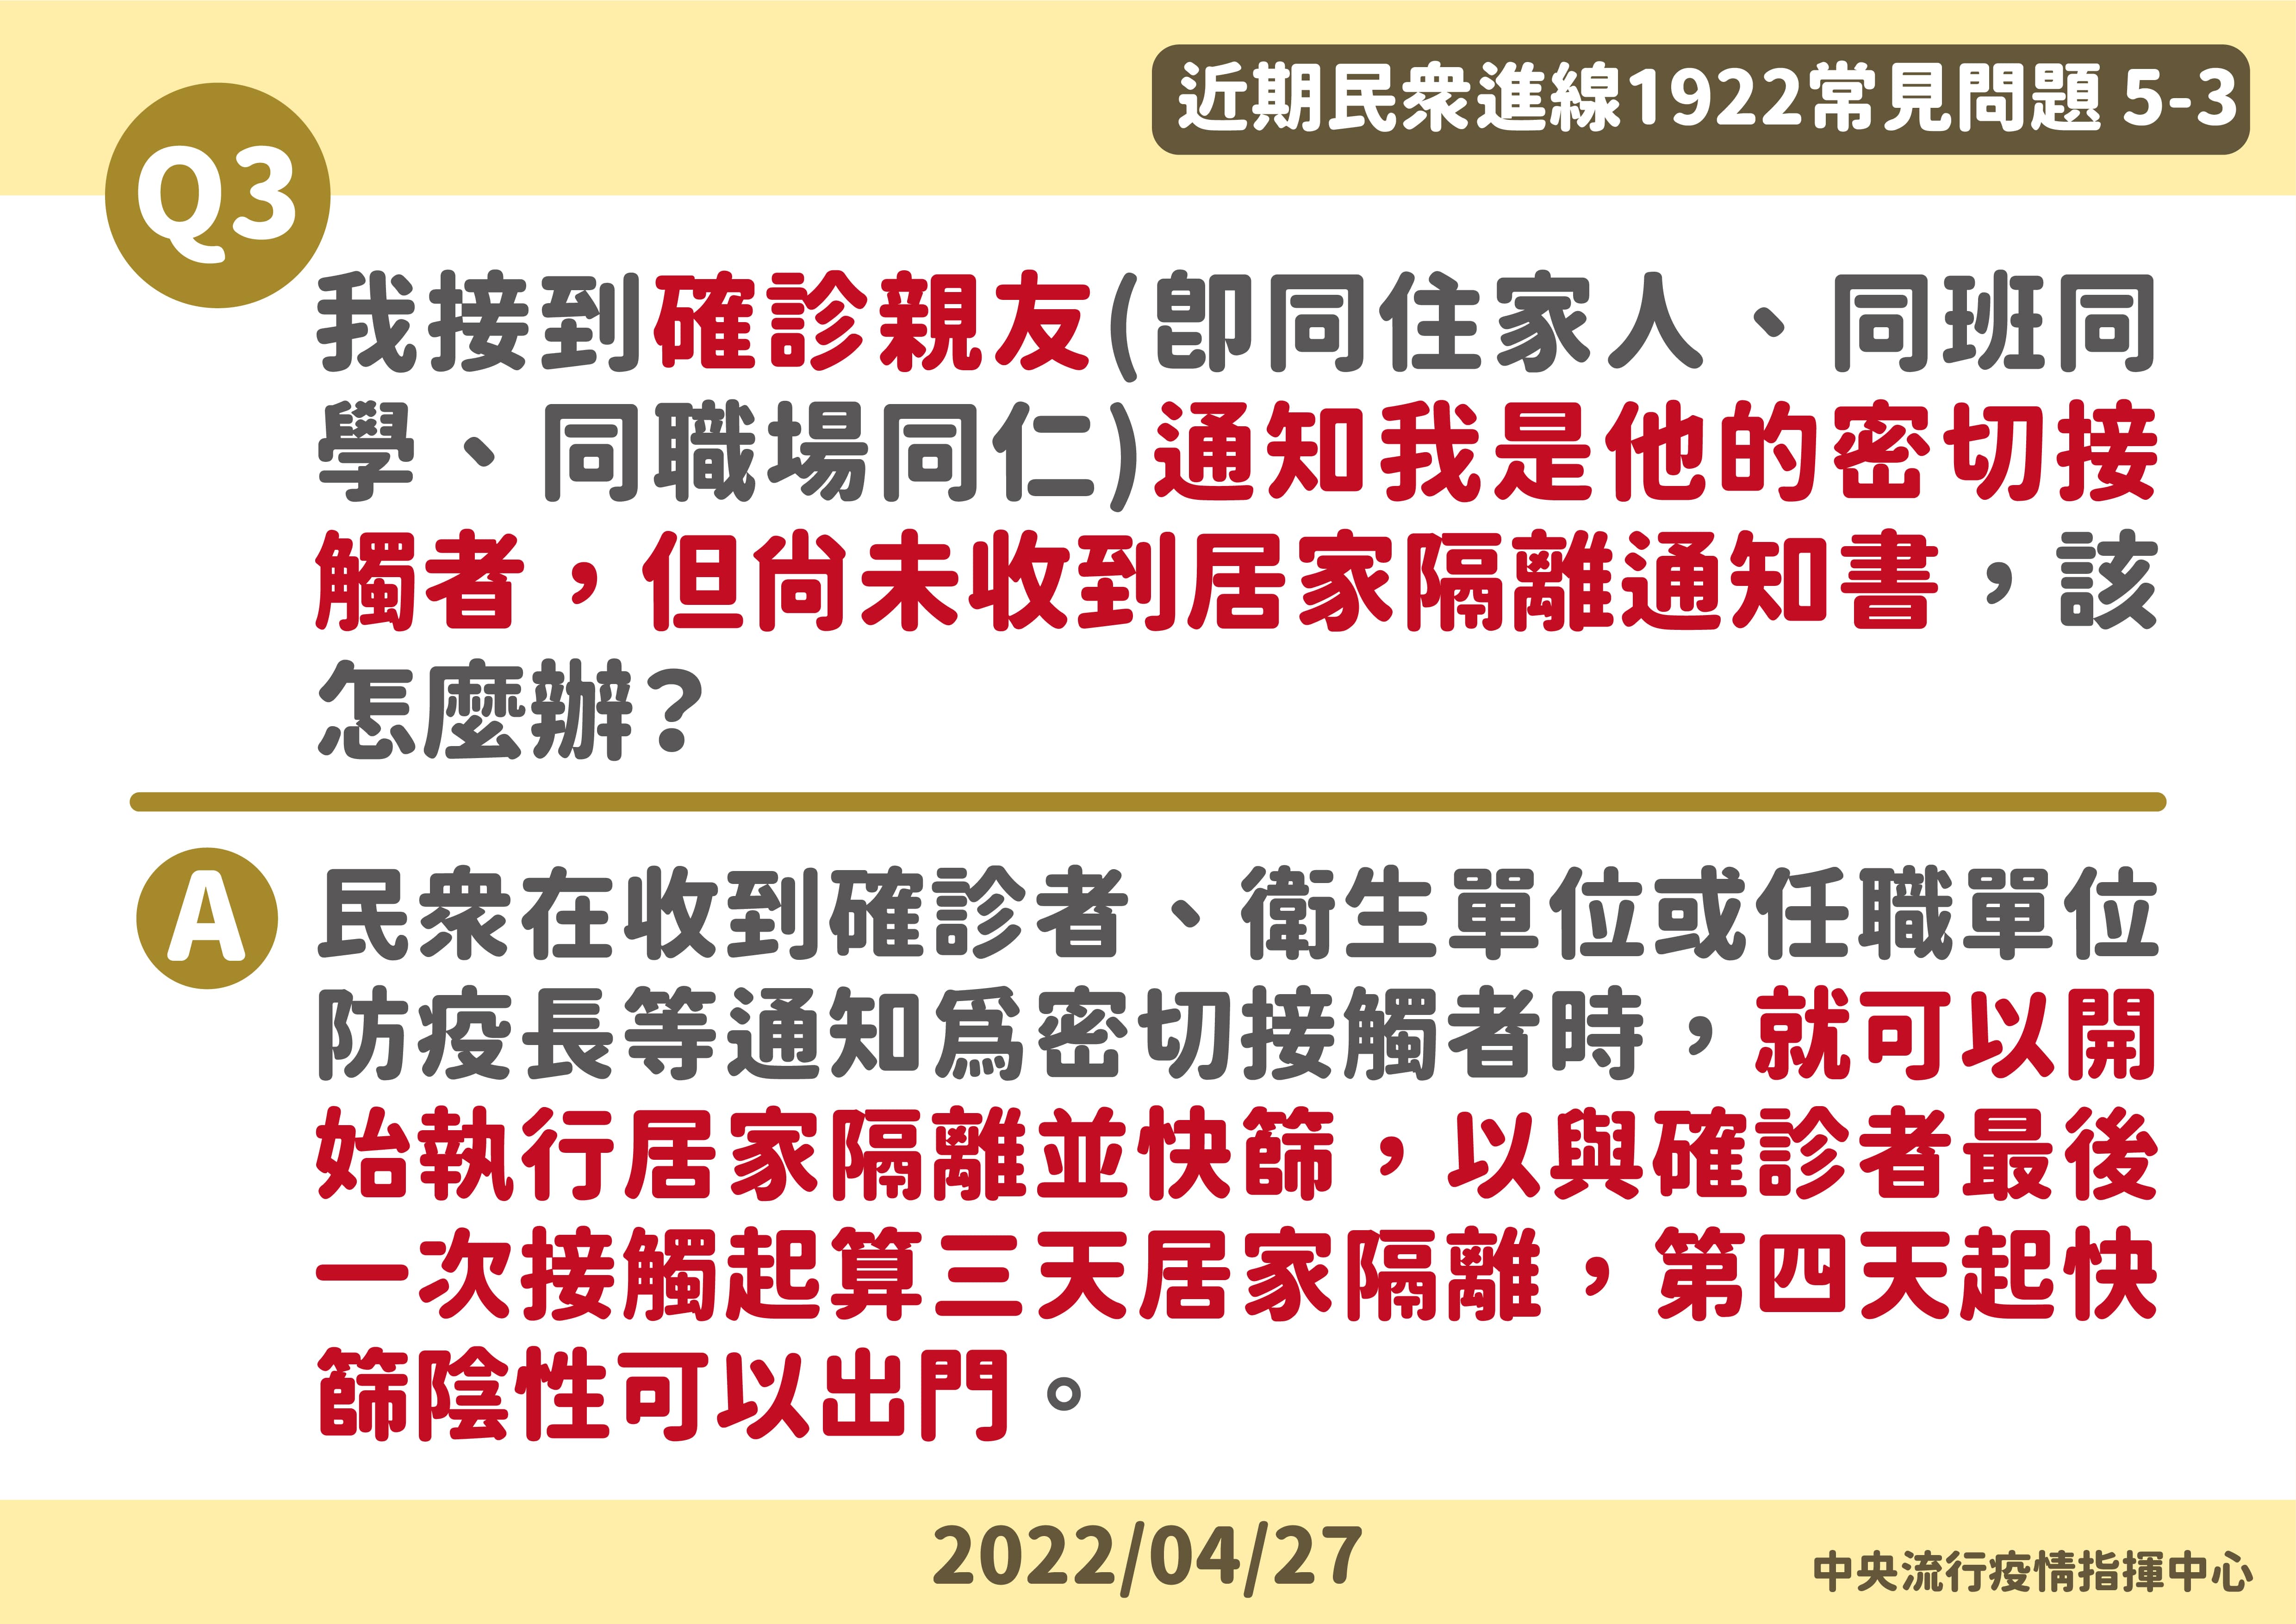 近期民眾進線1922常見問題 5-3
Q3
我接到確診親友(即同住家人、同班同
學、同職場同仁)通知我是他的密切接
觸者，但尚未收到居家隔離通知書，該
怎麼辦？
A
民眾在收到確診者、衛生單位或任職單位
防疫長等通知為密切接觸者時，就可以開
始執行居家隔離並快篩，以與確診者最後
一次接觸起算三天居家隔離，第四天起快
篩陰性可以出門。
2022/04/27
中央流行疫情指揮中心